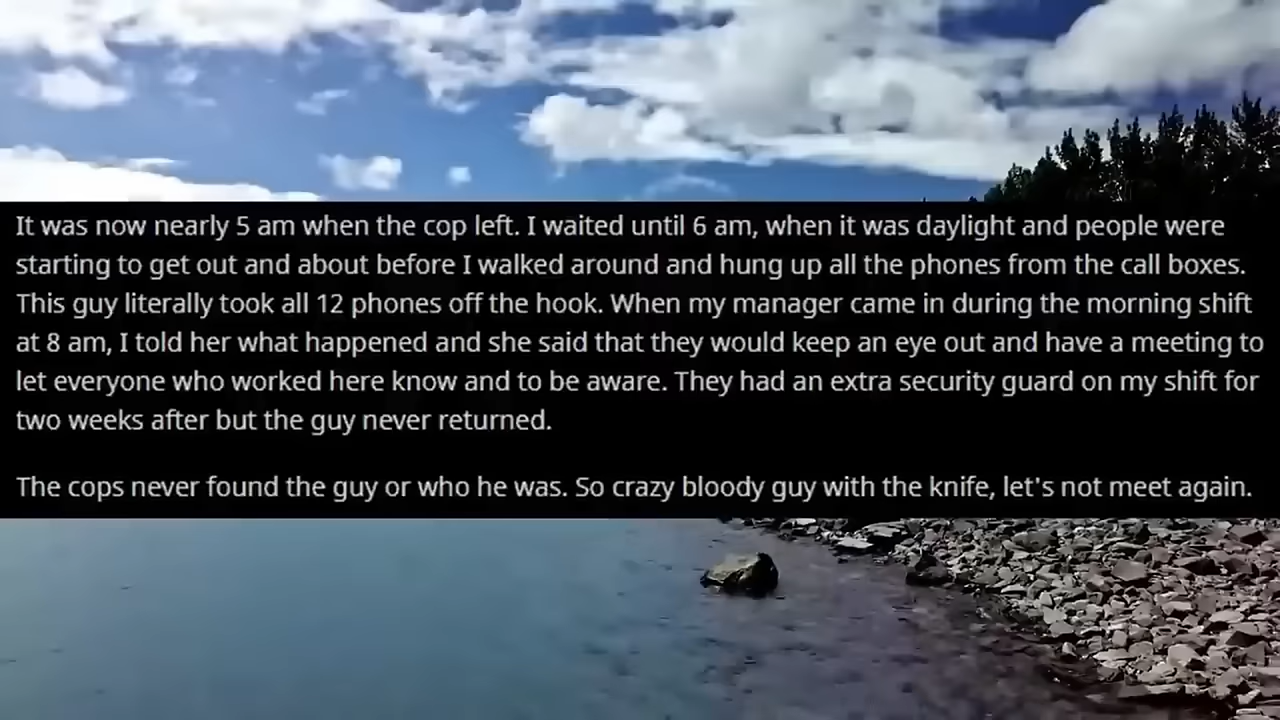 It was now nearly 5 am when the cop left. I waited until 6 am, when it was daylight and people were
starting to get out and about before I walked around and hung up all the phones from the call boxes.
This guy literally took all 12 phones off the hook. When my manager came in during the morning shift
at 8 am, I told her what happened and she said that they would keep an eye out and have a meeting to
let everyone who worked here know and to be aware. They had an extra security guard on my shift for
two weeks after but the guy never returned.
The cops never found the guy or who he was. So crazy bloody guy with the knife, let's not meet again.